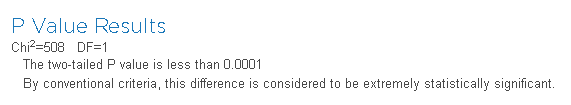 P Value Results
Chi²=508 DF=1
The two-tailed P value is less than 0.0001
By conventional criteria, this difference is considered to be extremely statistically significant.